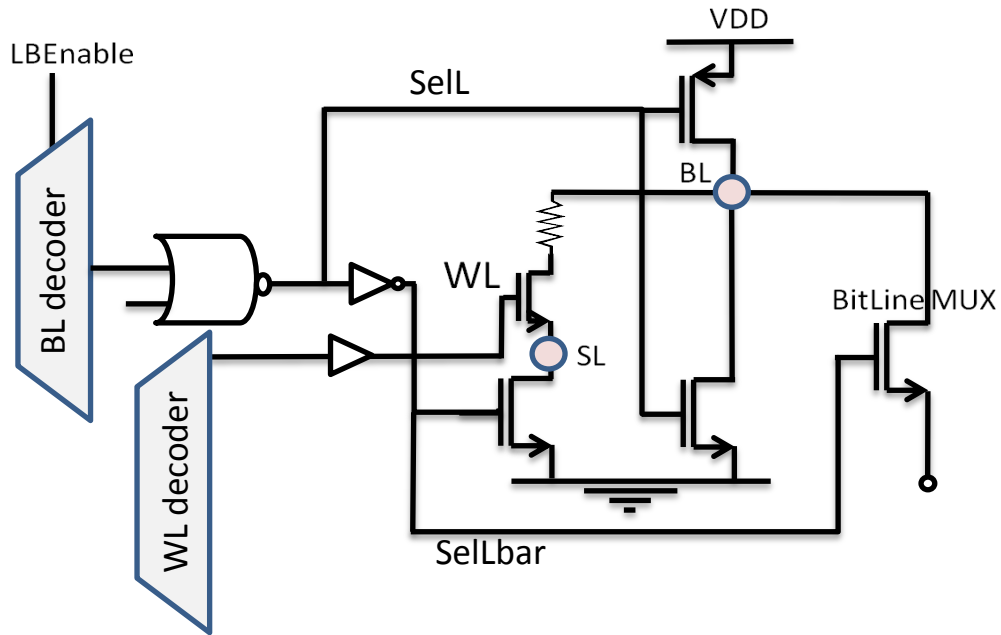 VDD
LBEnable
SelL
BL
BL decoder
WL
BitLine MUX
SL
WL decoder
SelLbar